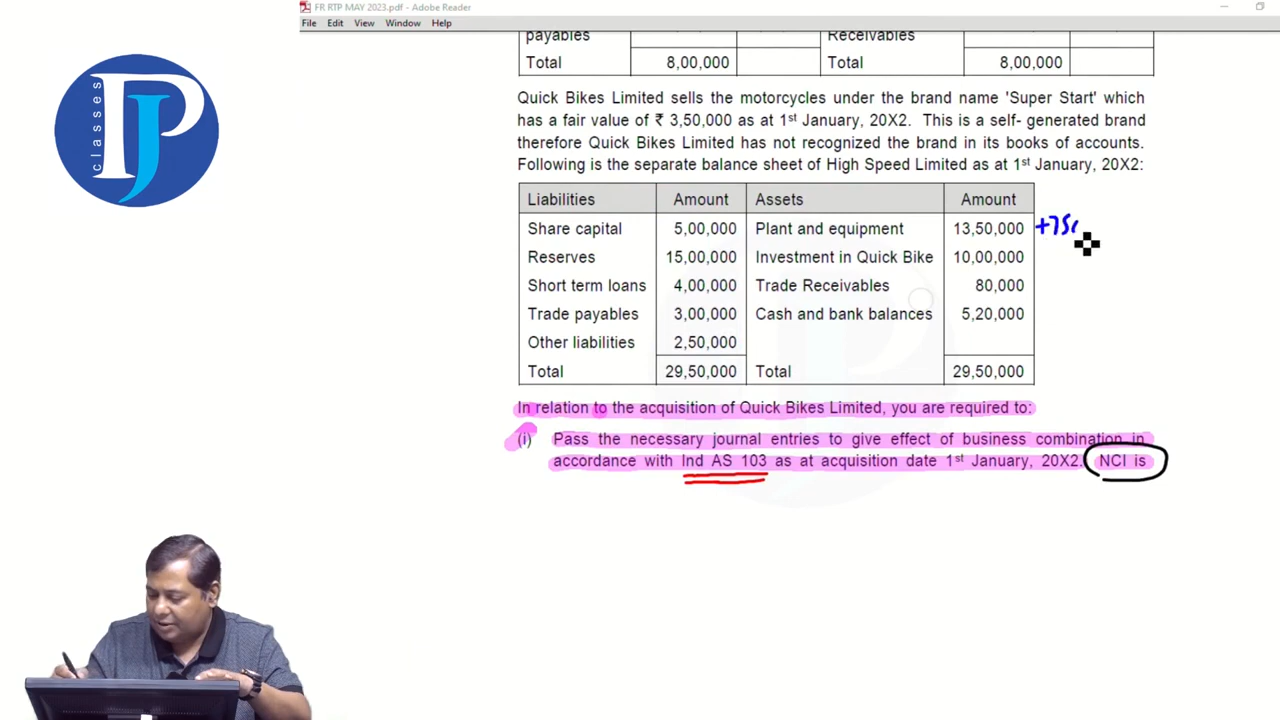 FR RTP MAY 2023.pdf - Adobe Reader
File Edit View Window Help
classes
PJ
payables Receivables
Total 8,00,000 Total 8,00,000
Quick Bikes Limited sells the motorcycles under the brand name 'Super Start' which
has a fair value of ₹ 3,50,000 as at 1st January, 20X2. This is a self- generated brand
therefore Quick Bikes Limited has not recognized the brand in its books of accounts.
Following is the separate balance sheet of High Speed Limited as at 1st January, 20X2:
Liabilities Amount Assets Amount
Share capital 5,00,000 Plant and equipment 13,50,000
Reserves 15,00,000 Investment in Quick Bike 10,00,000
Short term loans 4,00,000 Trade Receivables 80,000
Trade payables 3,00,000 Cash and bank balances 5,20,000
Other liabilities 2,50,000
Total 29,50,000 Total 29,50,000
In relation to the acquisition of Quick Bikes Limited, you are required to:
(i) Pass the necessary journal entries to give effect of business combination in
accordance with Ind AS 103 as at acquisition date 1st January, 20X2. NCI is